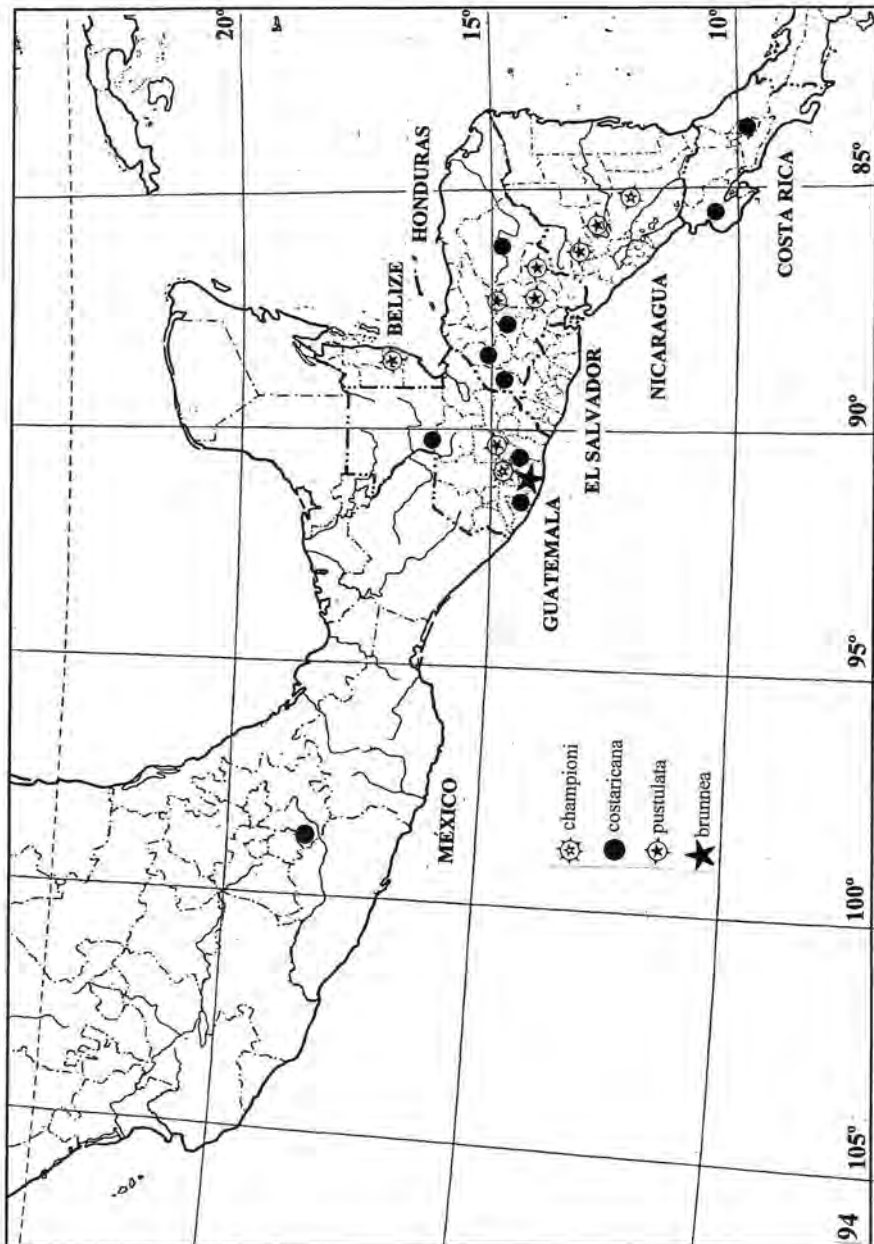 20°
15°
10°
HONDURAS
BELIZE
85°
COSTA RICA
NICARAGUA
EL SALVADOR
90°
GUATEMALA
95°
MEXICO
championi
costaricana
pustulata
brunnea
100°
105°
94